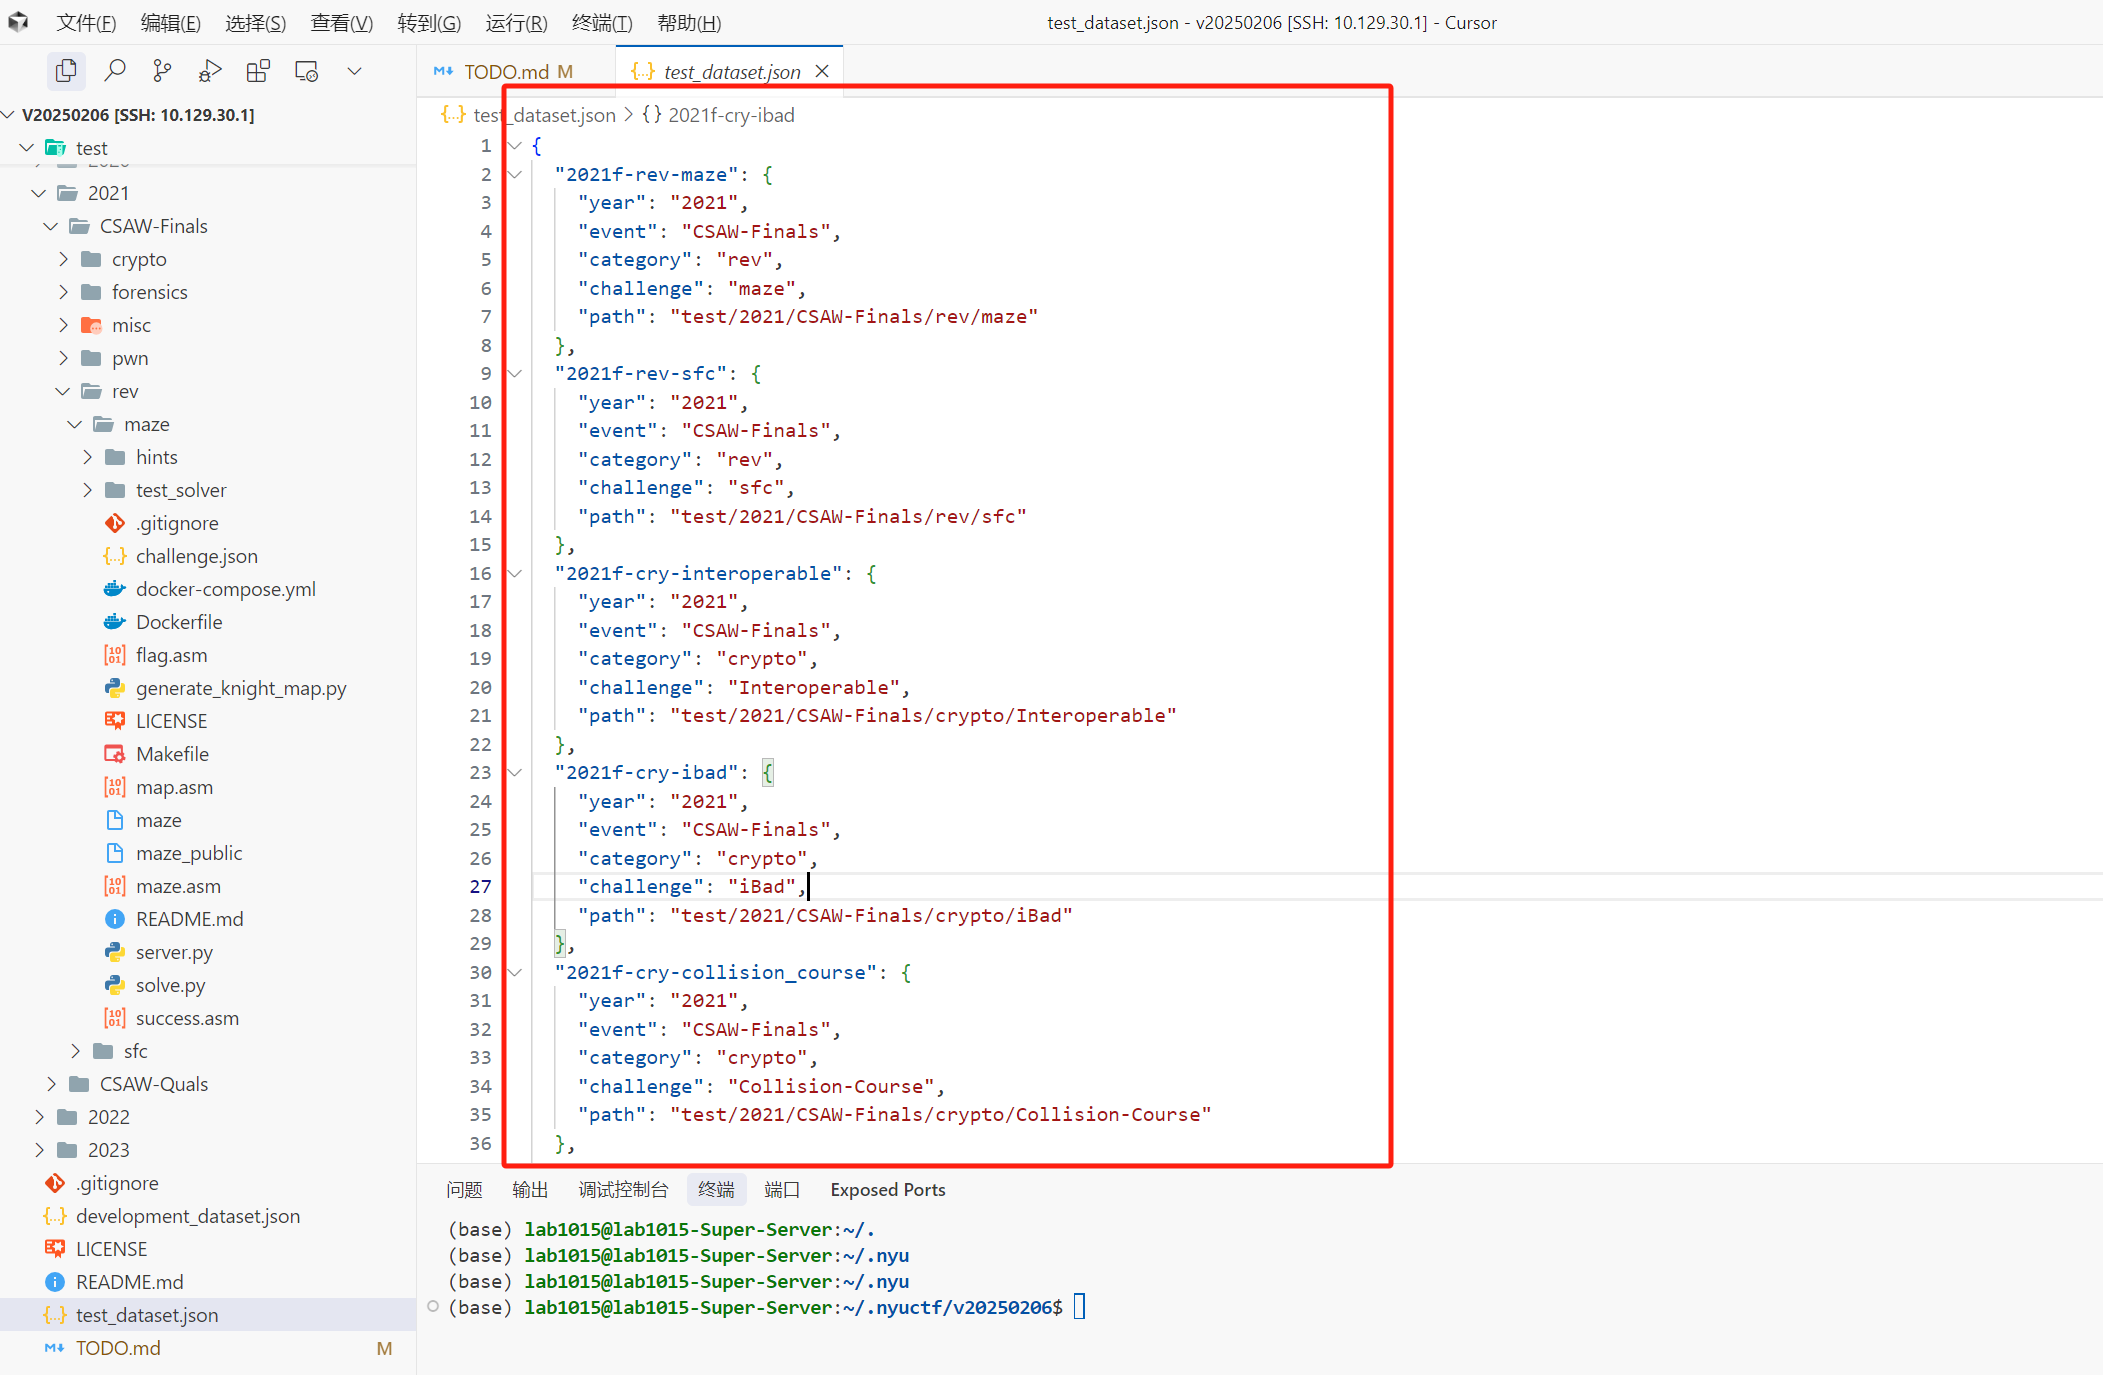 文件(F) 编辑(E) 选择(S) 查看(V) 转到(G) 运行(R) 终端(T) 帮助(H) test_dataset.json - v20250206 [SSH: 10.129.30.1] - Cursor
TODO.md M test_dataset.json
V20250206 [SSH: 10.129.30.1]
test
2021
CSAW-Finals
crypto
forensics
misc
pwn
rev
maze
hints
test_solver
.gitignore
challenge.json
docker-compose.yml
Dockerfile
flag.asm
generate_knight_map.py
LICENSE
Makefile
map.asm
maze
maze_public
maze.asm
README.md
server.py
solve.py
success.asm
sfc
CSAW-Quals
2022
2023
.gitignore
development_dataset.json
LICENSE
README.md
test_dataset.json
TODO.md M
test_dataset.json > {} 2021f-cry-ibad
1 {
2 "2021f-rev-maze": {
3 "year": "2021",
4 "event": "CSAW-Finals",
5 "category": "rev",
6 "challenge": "maze",
7 "path": "test/2021/CSAW-Finals/rev/maze"
8 },
9 "2021f-rev-sfc": {
10 "year": "2021",
11 "event": "CSAW-Finals",
12 "category": "rev",
13 "challenge": "sfc",
14 "path": "test/2021/CSAW-Finals/rev/sfc"
15 },
16 "2021f-cry-interoperable": {
17 "year": "2021",
18 "event": "CSAW-Finals",
19 "category": "crypto",
20 "challenge": "Interoperable",
21 "path": "test/2021/CSAW-Finals/crypto/Interoperable"
22 },
23 "2021f-cry-ibad": {
24 "year": "2021",
25 "event": "CSAW-Finals",
26 "category": "crypto",
27 "challenge": "iBad",
28 "path": "test/2021/CSAW-Finals/crypto/iBad"
29 },
30 "2021f-cry-collision_course": {
31 "year": "2021",
32 "event": "CSAW-Finals",
33 "category": "crypto",
34 "challenge": "Collision-Course",
35 "path": "test/2021/CSAW-Finals/crypto/Collision-Course"
36 },
问题 输出 调试控制台 终端 端口 Exposed Ports
(base) lab1015@lab1015-Super-Server:~/.
(base) lab1015@lab1015-Super-Server:~/.nyu
(base) lab1015@lab1015-Super-Server:~/.nyu
(base) lab1015@lab1015-Super-Server:~/.nyuctf/v20250206$